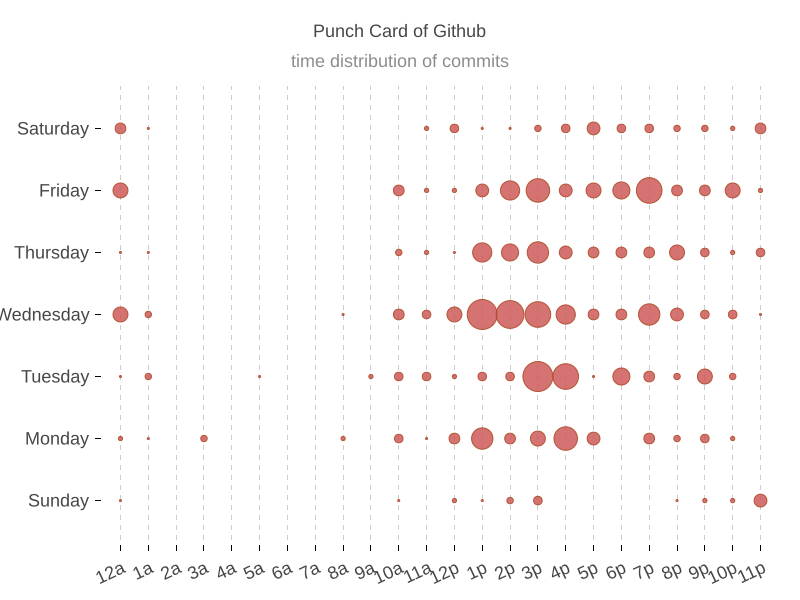 Punch Card of Github
time distribution of commits
Saturday
Friday
Thursday
Wednesday
Tuesday
Monday
Sunday
12a 1a 2a 3a 4a 5a 6a 7a 8a 9a 10a 11a 12p 1p 2p 3p 4p 5p 6p 7p 8p 9p 10p 11p